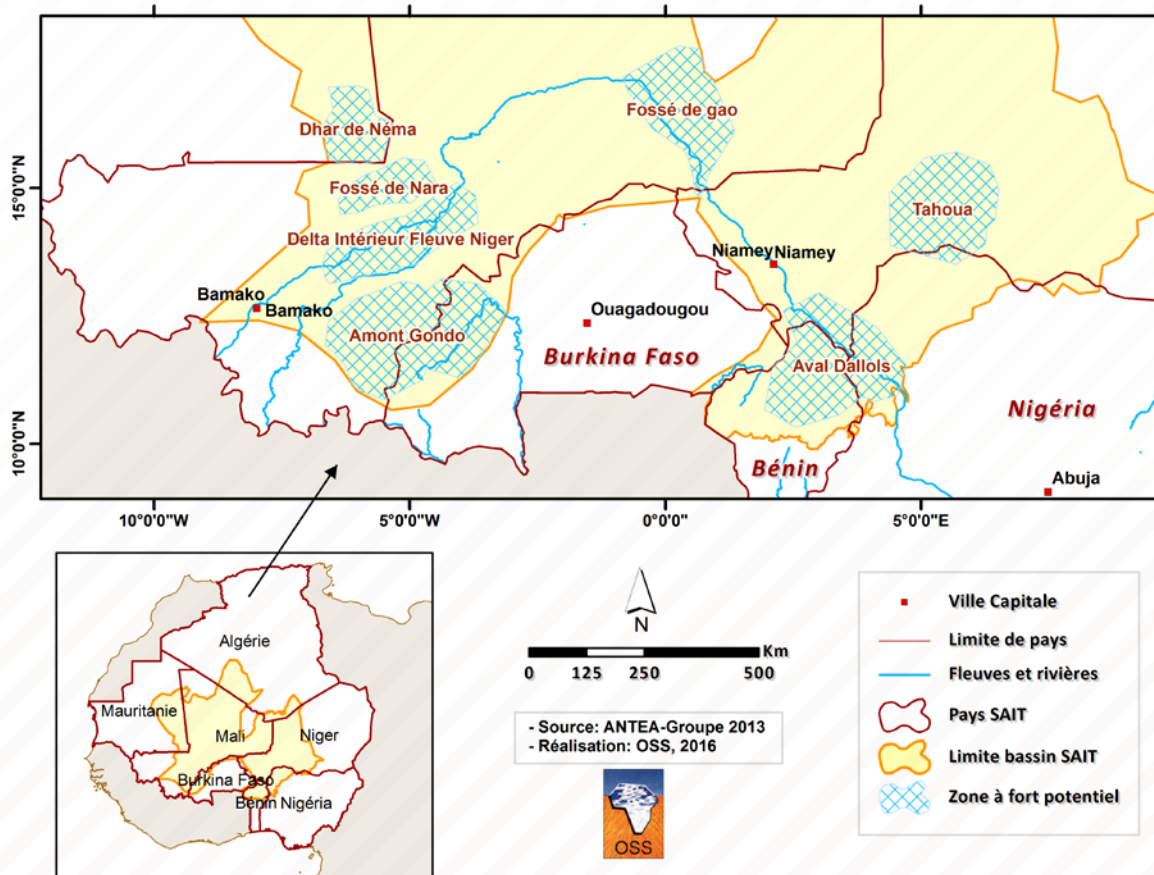 Dhar de Néma
Fossé de gao
Fossé de Nara
Tahoua
Delta Intérieur Fleuve Niger
Niamey Niamey
Bamako
Bamako
Ouagadougou
Amont Gondo
Burkina Faso
Aval Dallols
Nigéria
Bénin
Abuja
15°0'0"N
10°0'0"N
10°0'0"W
5°0'0"W
0°0'0"
5°0'0"E
Algérie
Mauritanie
Mali
Niger
Burkina Faso
Bénin
Nigéria
N
Km
0 125 250 500
- Source: ANTEA-Groupe 2013
- Réalisation: OSS, 2016
OSS
Ville Capitale
Limite de pays
Fleuves et rivières
Pays SAIT
Limite bassin SAIT
Zone à fort potentiel